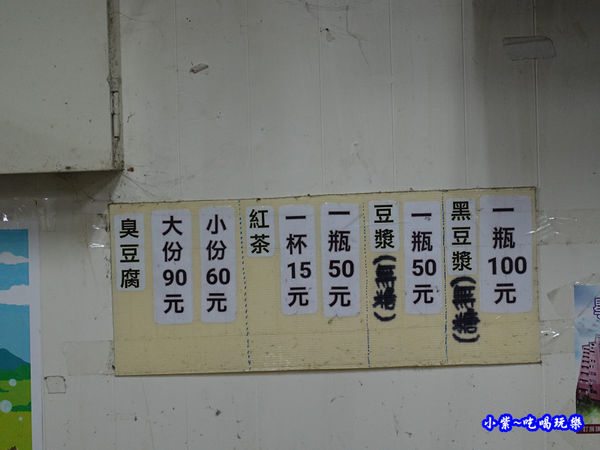 臭豆腐
大份90元
小份60元
紅茶
一杯15元
一瓶50元
豆漿(無糖)
一瓶50元
黑豆漿(無糖)
一瓶100元
小紫~吃喝玩樂